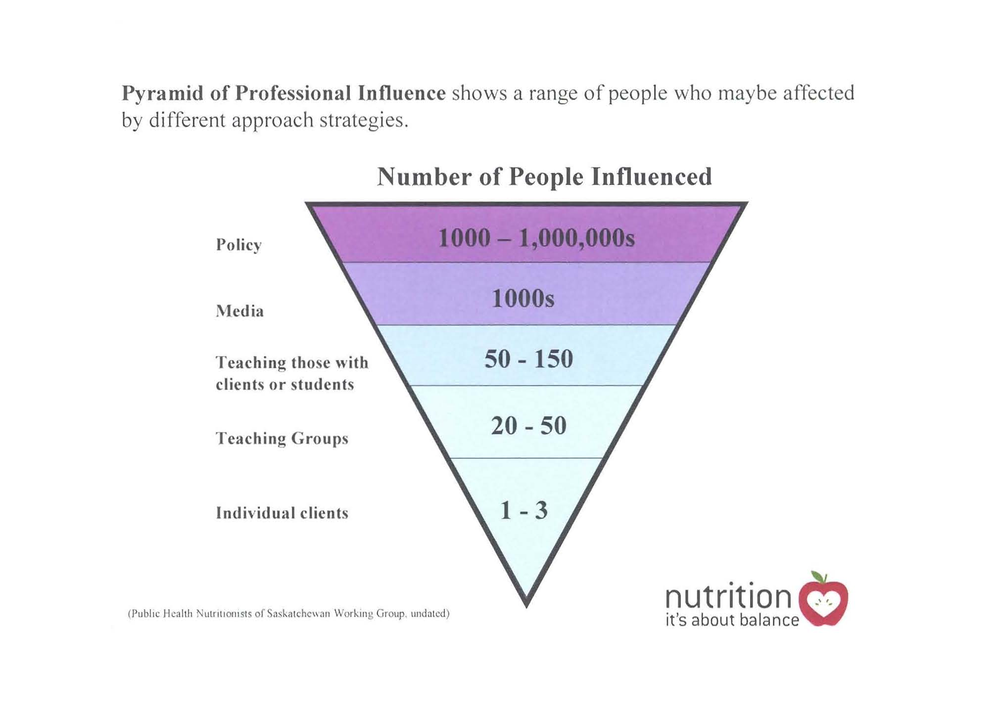 Pyramid of Professional Influence shows a range of people who maybe affected
by different approach strategies.
Number of People Influenced
Policy
1000 – 1,000,000s
Media
1000s
Teaching those with
clients or students
50 - 150
Teaching Groups
20 - 50
Individual clients
1 - 3
(Public Health Nutritionists of Saskatchewan Working Group, undated)
nutrition
it's about balance